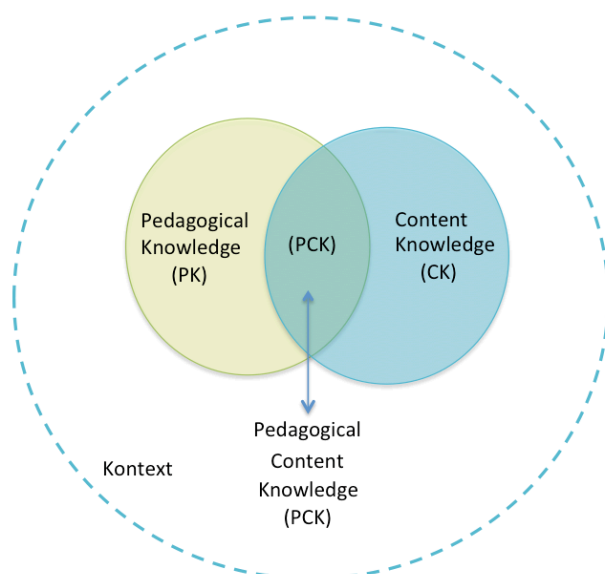 Pedagogical
Knowledge
(PK)
(PCK)
Content
Knowledge
(CK)
Pedagogical
Content
Knowledge
(PCK)
Kontext